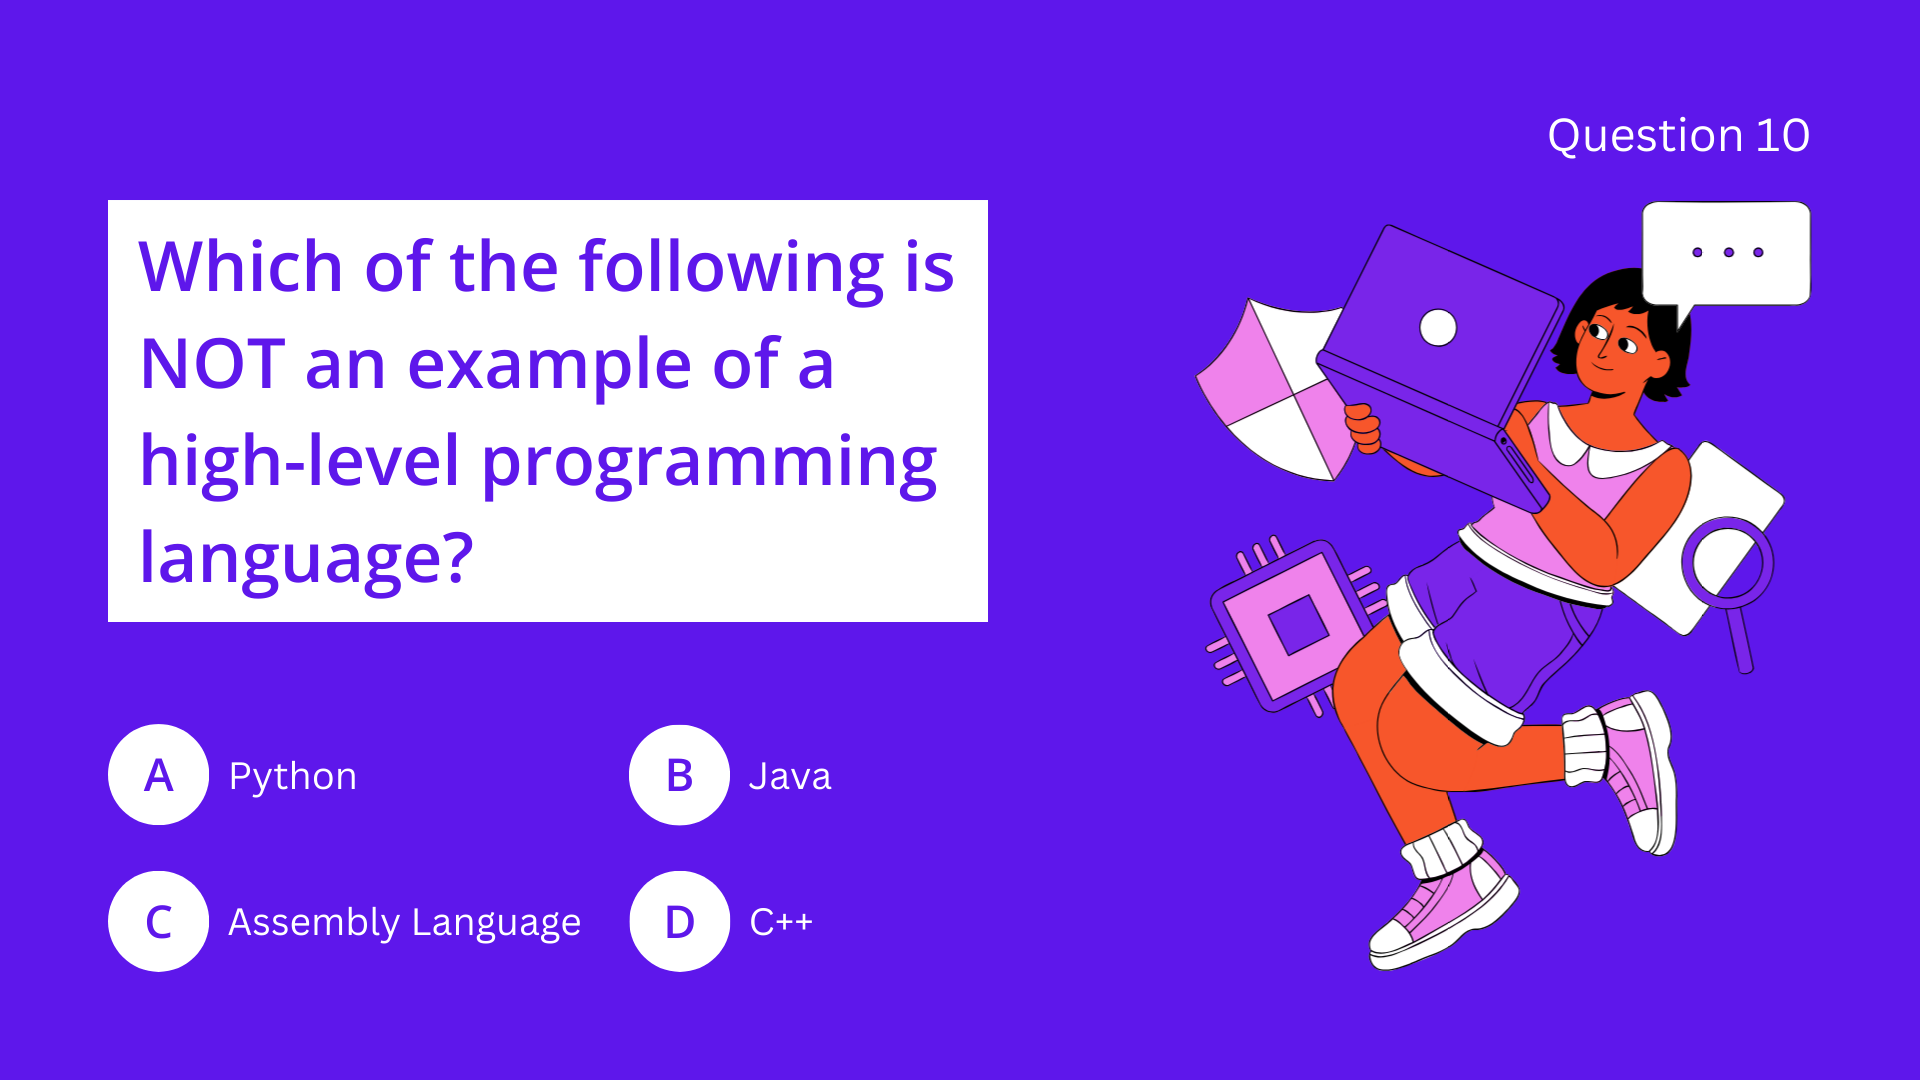 Question 10
Which of the following is
NOT an example of a
high-level programming
language?
A Python
B Java
C Assembly Language
D C++